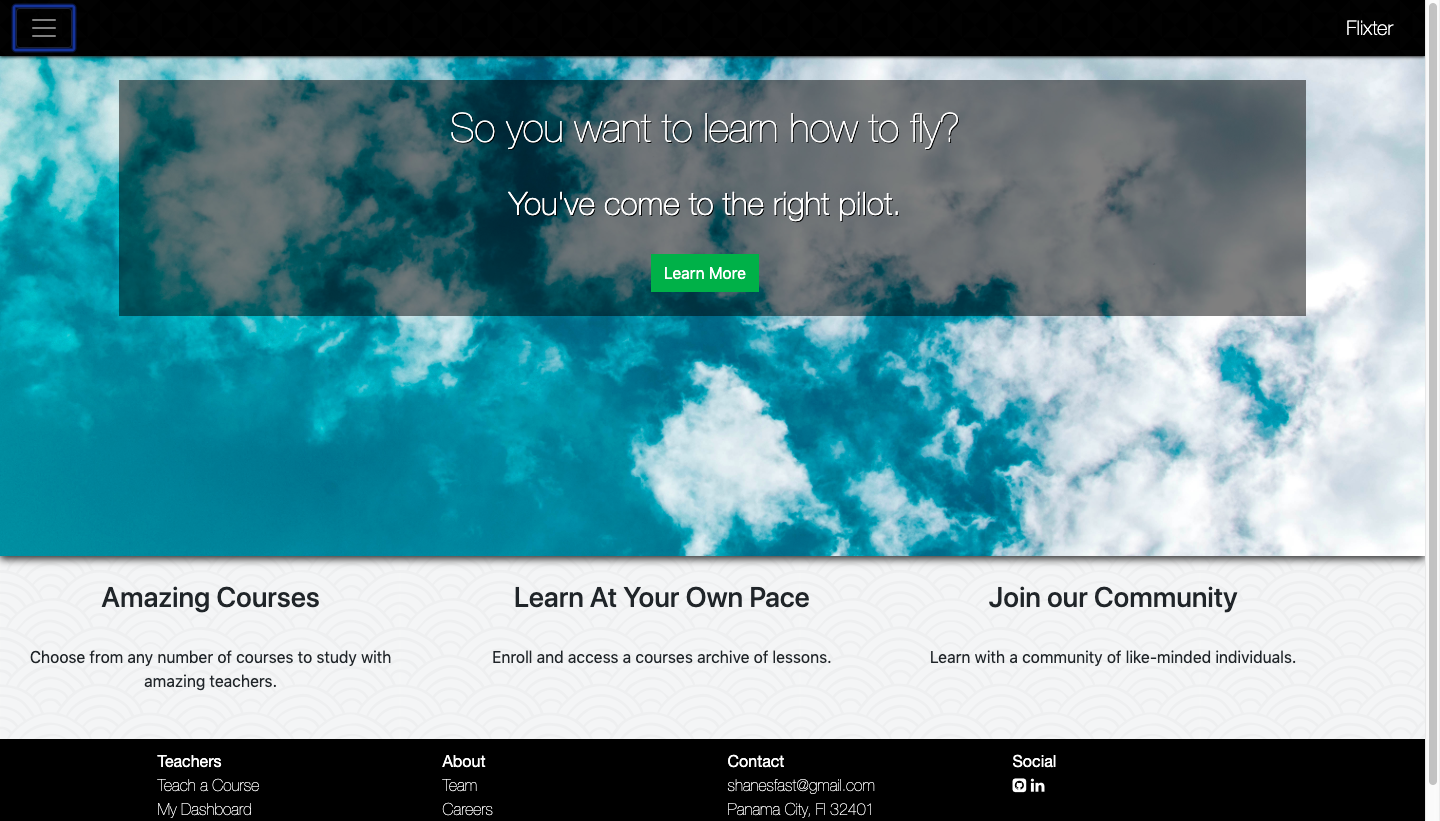 Flixter
So you want to learn how to fly?
You've come to the right pilot.
Learn More
Amazing Courses
Choose from any number of courses to study with
amazing teachers.
Learn At Your Own Pace
Enroll and access a courses archive of lessons.
Join our Community
Learn with a community of like-minded individuals.
Teachers
Teach a Course
My Dashboard
About
Team
Careers
Contact
shanesfast@gmail.com
Panama City, Fl 32401
Social
in